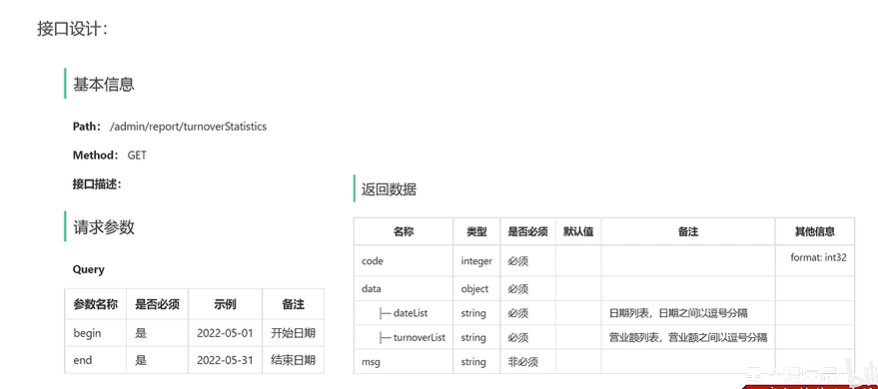 接口设计：
基本信息
Path： /admin/report/turnoverStatistics
Method： GET
接口描述：
请求参数
Query
参数名称 是否必须 示例 备注
begin 是 2022-05-01 开始日期
end 是 2022-05-31 结束日期
返回数据
名称 类型 是否必须 默认值 备注 其他信息
code integer 必须 format: int32
data object 必须
├─ dateList string 必须 日期列表，日期之间以逗号分隔
├─ turnoverList string 必须 营业额列表，营业额之间以逗号分隔
msg string 非必须